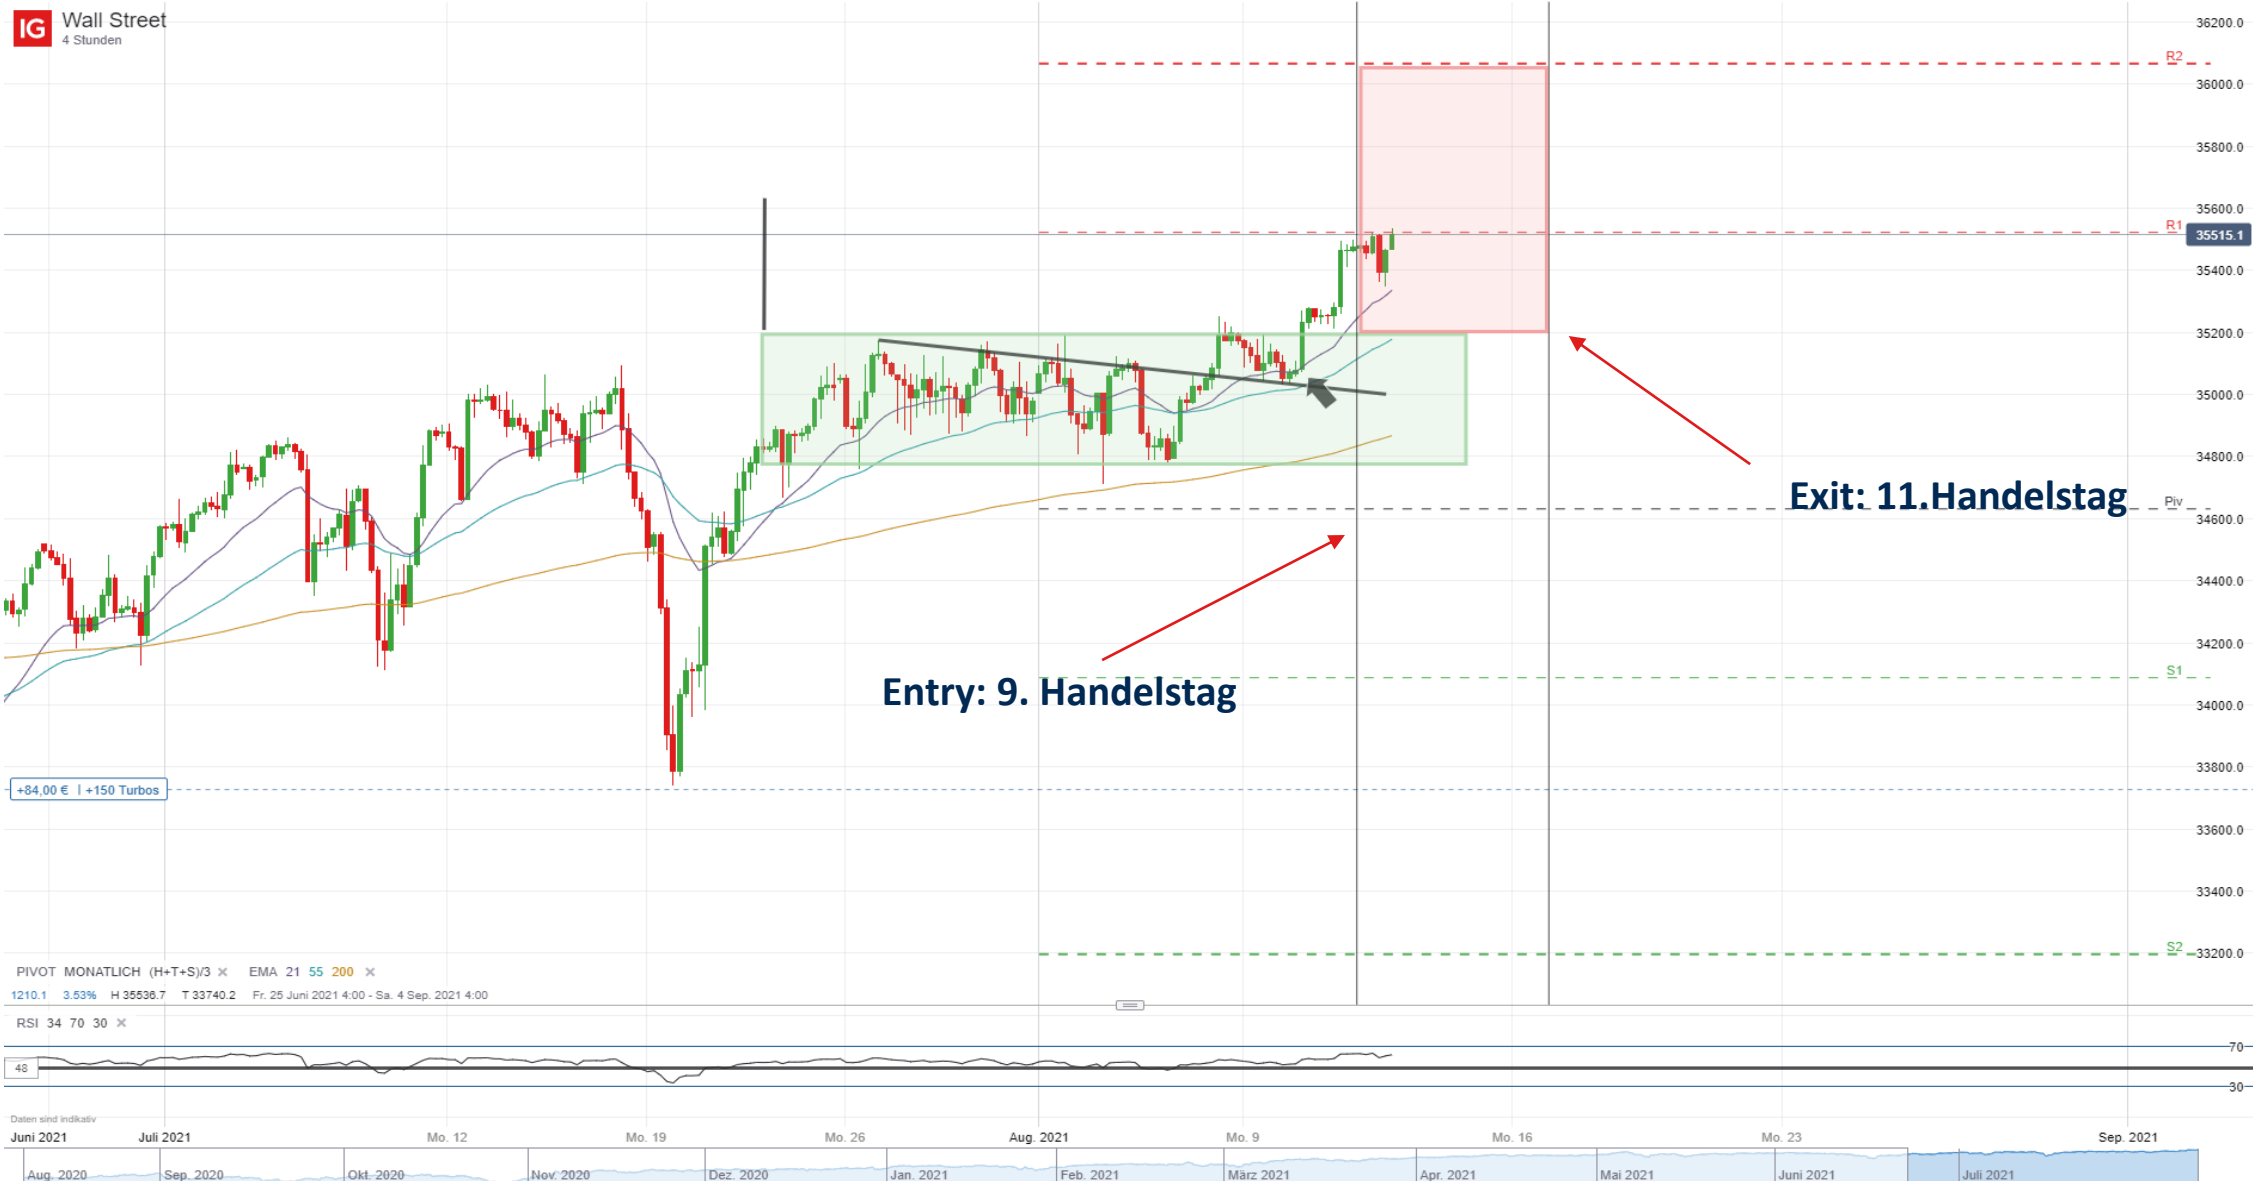 IG Wall Street
4 Stunden
36200.0
R2
36000.0
35800.0
35600.0
R1
35515.1
35400.0
35200.0
35000.0
34800.0
Exit: 11.Handelstag
Piv
34600.0
34400.0
34200.0
S1
Entry: 9. Handelstag
34000.0
33800.0
+84,00 € | +150 Turbos
33600.0
33400.0
S2
33200.0
PIVOT MONATLICH (H+T+S)/3 × EMA 21 55 200 ×
1210.1 3.53% H 35536.7 T 33740.2 Fr. 25 Juni 2021 4:00 - Sa. 4 Sep. 2021 4:00
RSI 34 70 30 ×
70
48
30
Daten sind indikativ
Juni 2021 Juli 2021 Mo. 12 Mo. 19 Mo. 26 Aug. 2021 Mo. 9 Mo. 16 Mo. 23 Sep. 2021
Aug. 2020 Sep. 2020 Okt. 2020 Nov. 2020 Dez. 2020 Jan. 2021 Feb. 2021 März 2021 Apr. 2021 Mai 2021 Juni 2021 Juli 2021